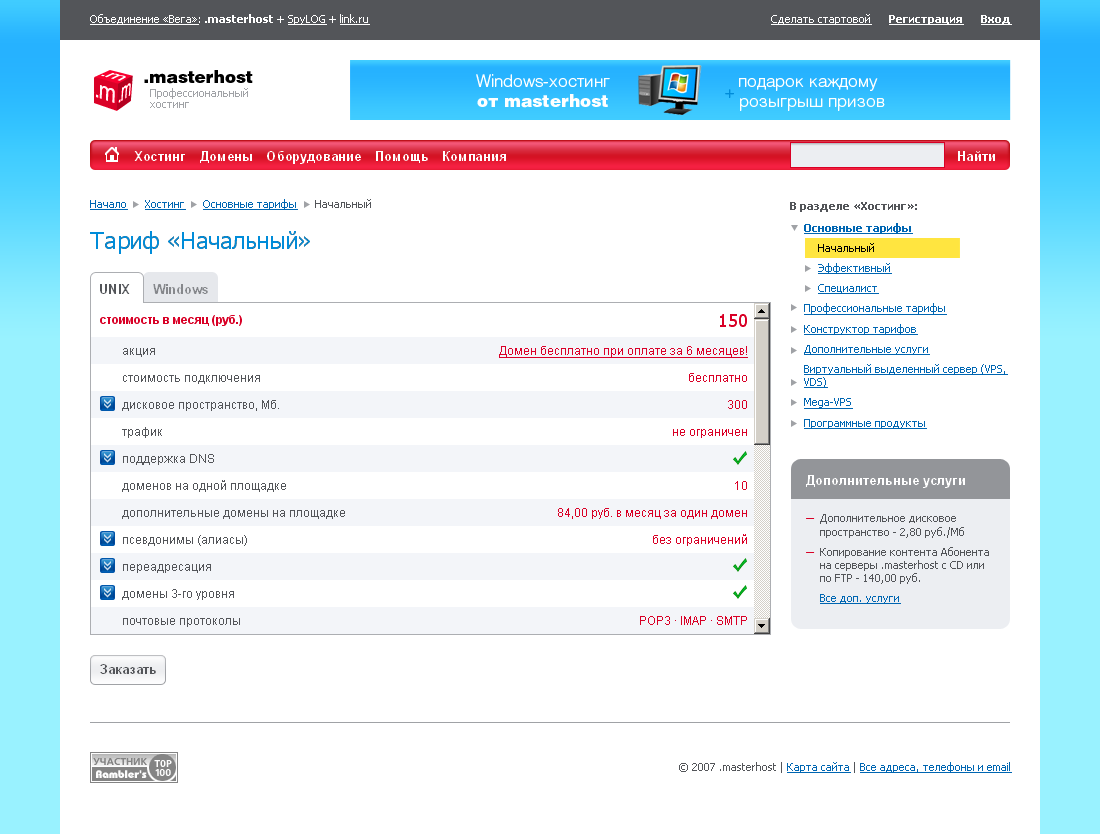 Объединение «Вега»: .masterhost + SpyLOG + link.ru
Сделать стартовой Регистрация Вход
.masterhost
Профессиональный
хостинг
.m
Windows-хостинг
от masterhost
+ подарок каждому
розыгрыш призов
Хостинг Домены Оборудование Помощь Компания
Найти
Начало Хостинг Основные тарифы Начальный
Тариф «Начальный»
UNIX Windows
стоимость в месяц (руб.) 150
акция Домен бесплатно при оплате за 6 месяцев!
стоимость подключения бесплатно
дисковое пространство, Мб. 300
трафик не ограничен
поддержка DNS
доменов на одной площадке 10
дополнительные домены на площадке 84,00 руб. в месяц за один домен
псевдонимы (алиасы) без ограничений
переадресация
домены 3-го уровня
почтовые протоколы POP3 · IMAP · SMTP
Заказать
В разделе «Хостинг»:
Основные тарифы
Начальный
Эффективный
Специалист
Профессиональные тарифы
Конструктор тарифов
Дополнительные услуги
Виртуальный выделенный сервер (VPS,
VDS)
Mega-VPS
Программные продукты
Дополнительные услуги
— Дополнительное дисковое
пространство - 2,80 руб./Мб
— Копирование контента Абонента
на серверы .masterhost с CD или
по FTP - 140,00 руб.
Все доп. услуги
УЧАСТНИК
Rambler's
TOP
100
© 2007 .masterhost | Карта сайта | Все адреса, телефоны и email